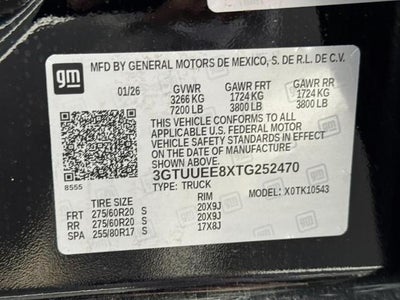 gm
MFD BY GENERAL MOTORS DE MEXICO, S. DE R.L. DE C.V.
01/26 GVWR GAWR FRT GAWR RR
3266 KG 1724 KG 1724 KG
7200 LB 3800 LB 3800 LB
THIS VEHICLE CONFORMS TO ALL
APPLICABLE U.S. FEDERAL MOTOR
VEHICLE SAFETY STANDARDS IN EFFECT
ON THE DATE OF MANUFACTURE
SHOWN ABOVE.
3GTUUEE8XTG252470
8555 TYPE: TRUCK MODEL: X0TK10543
TIRE SIZE RIM
FRT 275/60R20 S 20X9J
RR 275/60R20 S 20X9J
SPA 255/80R17 S 17X8J